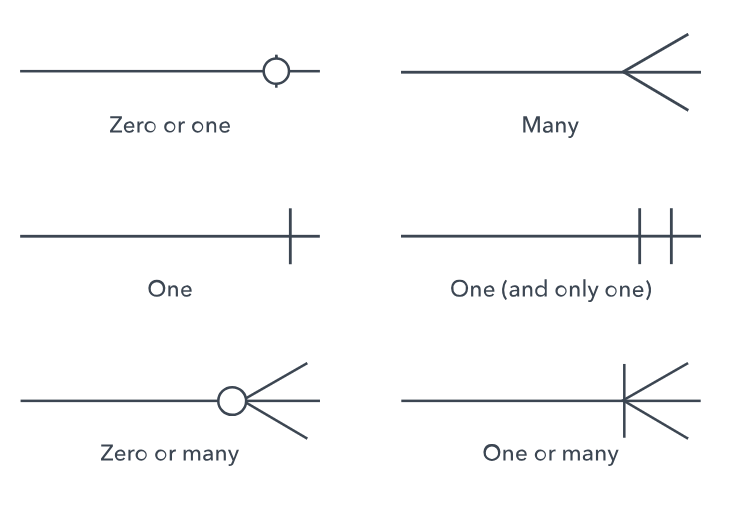 Zero or one
Many
One
One (and only one)
Zero or many
One or many